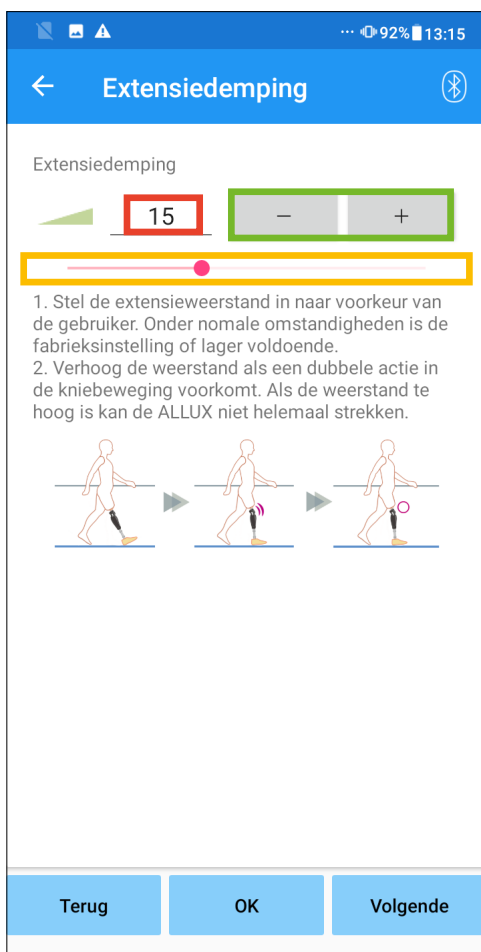 92% 13:15
Extensiedemping
Extensiedemping
15 − +
1. Stel de extensieweerstand in naar voorkeur van
de gebruiker. Onder nomale omstandigheden is de
fabrieksinstelling of lager voldoende.
2. Verhoog de weerstand als een dubbele actie in
de kniebeweging voorkomt. Als de weerstand te
hoog is kan de ALLUX niet helemaal strekken.
Terug OK Volgende